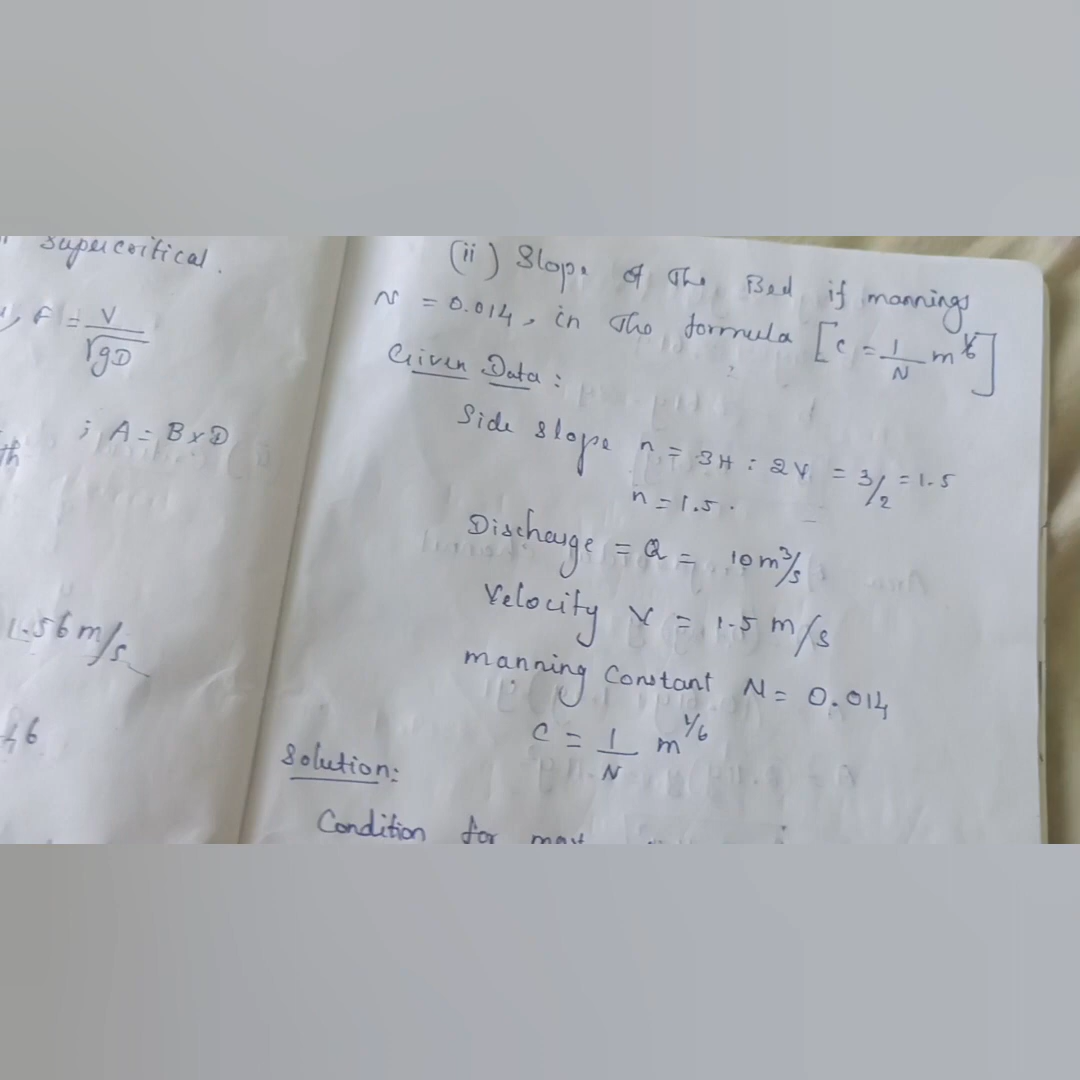 supercritical.
F = V/√gD
; A = B x D
1.56 m/s
(ii) Slope of The Bed if mannings
N = 0.014, in The formula [C = 1/N m^1/6]
Given Data :
Side slope n = 3H : 2V = 3/2 = 1.5
n = 1.5.
Discharge = Q = 10 m³/s
Velocity V = 1.5 m/s
manning Constant N = 0.014
C = 1/N m^1/6
Solution:
Condition for most